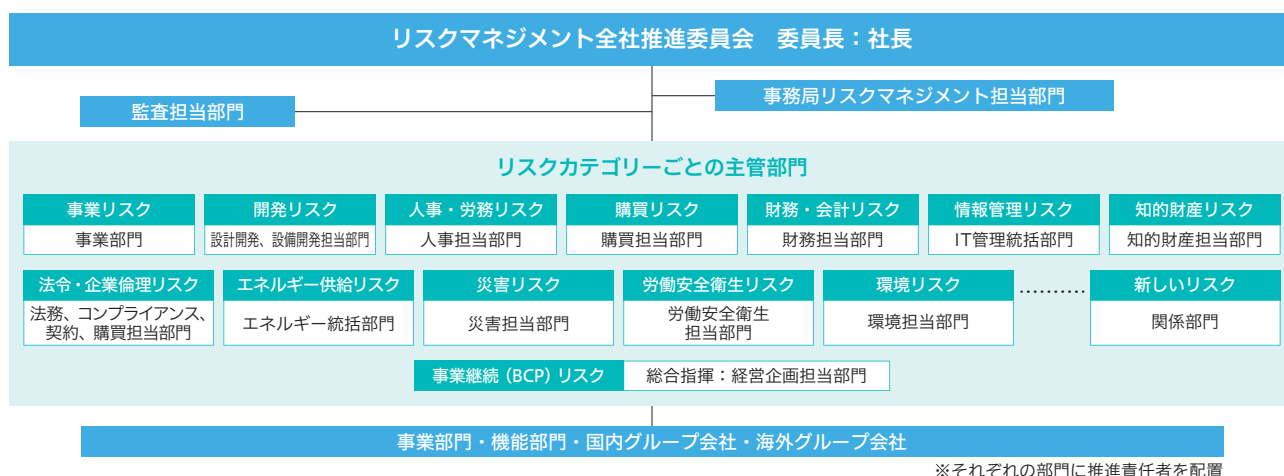 リスクマネジメント全社推進委員会　委員長：社長
監査担当部門
事務局リスクマネジメント担当部門
リスクカテゴリーごとの主管部門
事業リスク
事業部門
開発リスク
設計開発、設備開発担当部門
人事・労務リスク
人事担当部門
購買リスク
購買担当部門
財務・会計リスク
財務担当部門
情報管理リスク
IT管理統括部門
知的財産リスク
知的財産担当部門
法令・企業倫理リスク
法務、コンプライアンス、
契約、購買担当部門
エネルギー供給リスク
エネルギー統括部門
災害リスク
災害担当部門
労働安全衛生リスク
労働安全衛生
担当部門
環境リスク
環境担当部門
..........
新しいリスク
関係部門
事業継続（BCP）リスク
総合指揮：経営企画担当部門
事業部門・機能部門・国内グループ会社・海外グループ会社
※それぞれの部門に推進責任者を配置